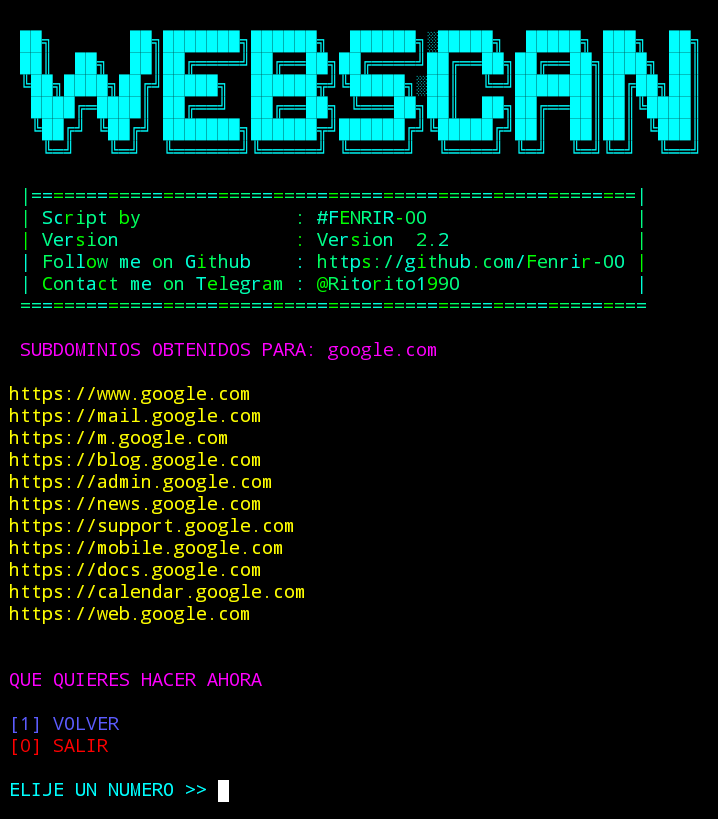 WEBSCAN
|=======================================================|
| Script by : #FENRIR-OO |
| Version : Version 2.2 |
| Follow me on Github : https://github.com/Fenrir-OO |
| Contact me on Telegram : @Ritorito1990 |
=========================================================
SUBDOMINIOS OBTENIDOS PARA: google.com
https://www.google.com
https://mail.google.com
https://m.google.com
https://blog.google.com
https://admin.google.com
https://news.google.com
https://support.google.com
https://mobile.google.com
https://docs.google.com
https://calendar.google.com
https://web.google.com
QUE QUIERES HACER AHORA
[1] VOLVER
[0] SALIR
ELIJE UN NUMERO >>